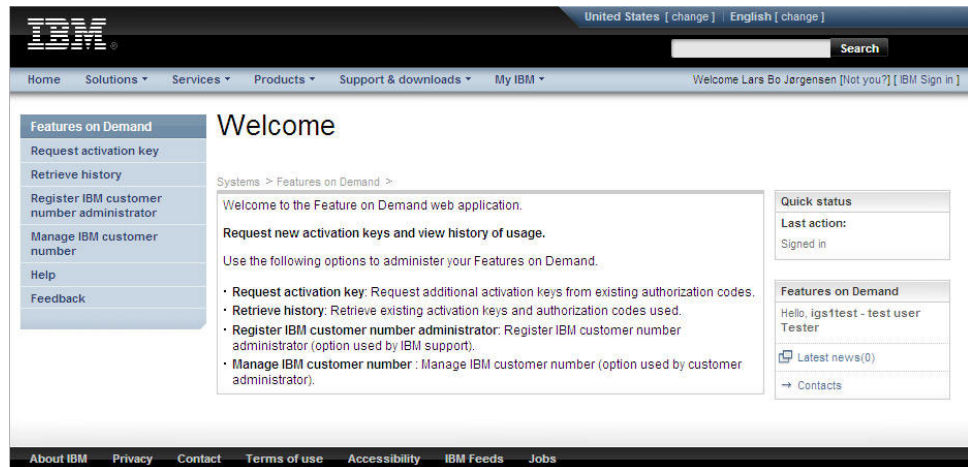 United States [ change ] | English [ change ]
IBM ®
Search
Home Solutions Services Products Support & downloads My IBM Welcome Lars Bo Jørgensen [Not you?] [ IBM Sign in ]
Features on Demand
Request activation key
Retrieve history
Register IBM customer
number administrator
Manage IBM customer
number
Help
Feedback
Welcome
Systems > Features on Demand >
Welcome to the Feature on Demand web application.
Request new activation keys and view history of usage.
Use the following options to administer your Features on Demand.
· Request activation key: Request additional activation keys from existing authorization codes.
· Retrieve history: Retrieve existing activation keys and authorization codes used.
· Register IBM customer number administrator: Register IBM customer number
administrator (option used by IBM support).
· Manage IBM customer number : Manage IBM customer number (option used by customer
administrator).
Quick status
Last action:
Signed in
Features on Demand
Hello, igs1test - test user
Tester
Latest news(0)
→ Contacts
About IBM Privacy Contact Terms of use Accessibility IBM Feeds Jobs